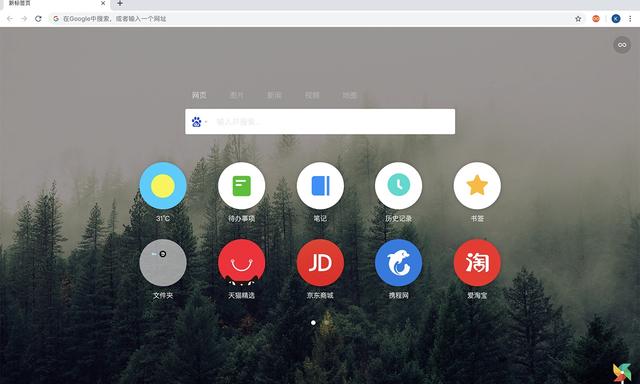 新标签页
在Google中搜索，或者输入一个网址
K
网页 图片 新闻 视频 地图
输入并搜索...
31°C 待办事项 笔记 历史记录 书签
JD 淘
文件夹 天猫精选 京东商城 携程网 爱淘宝